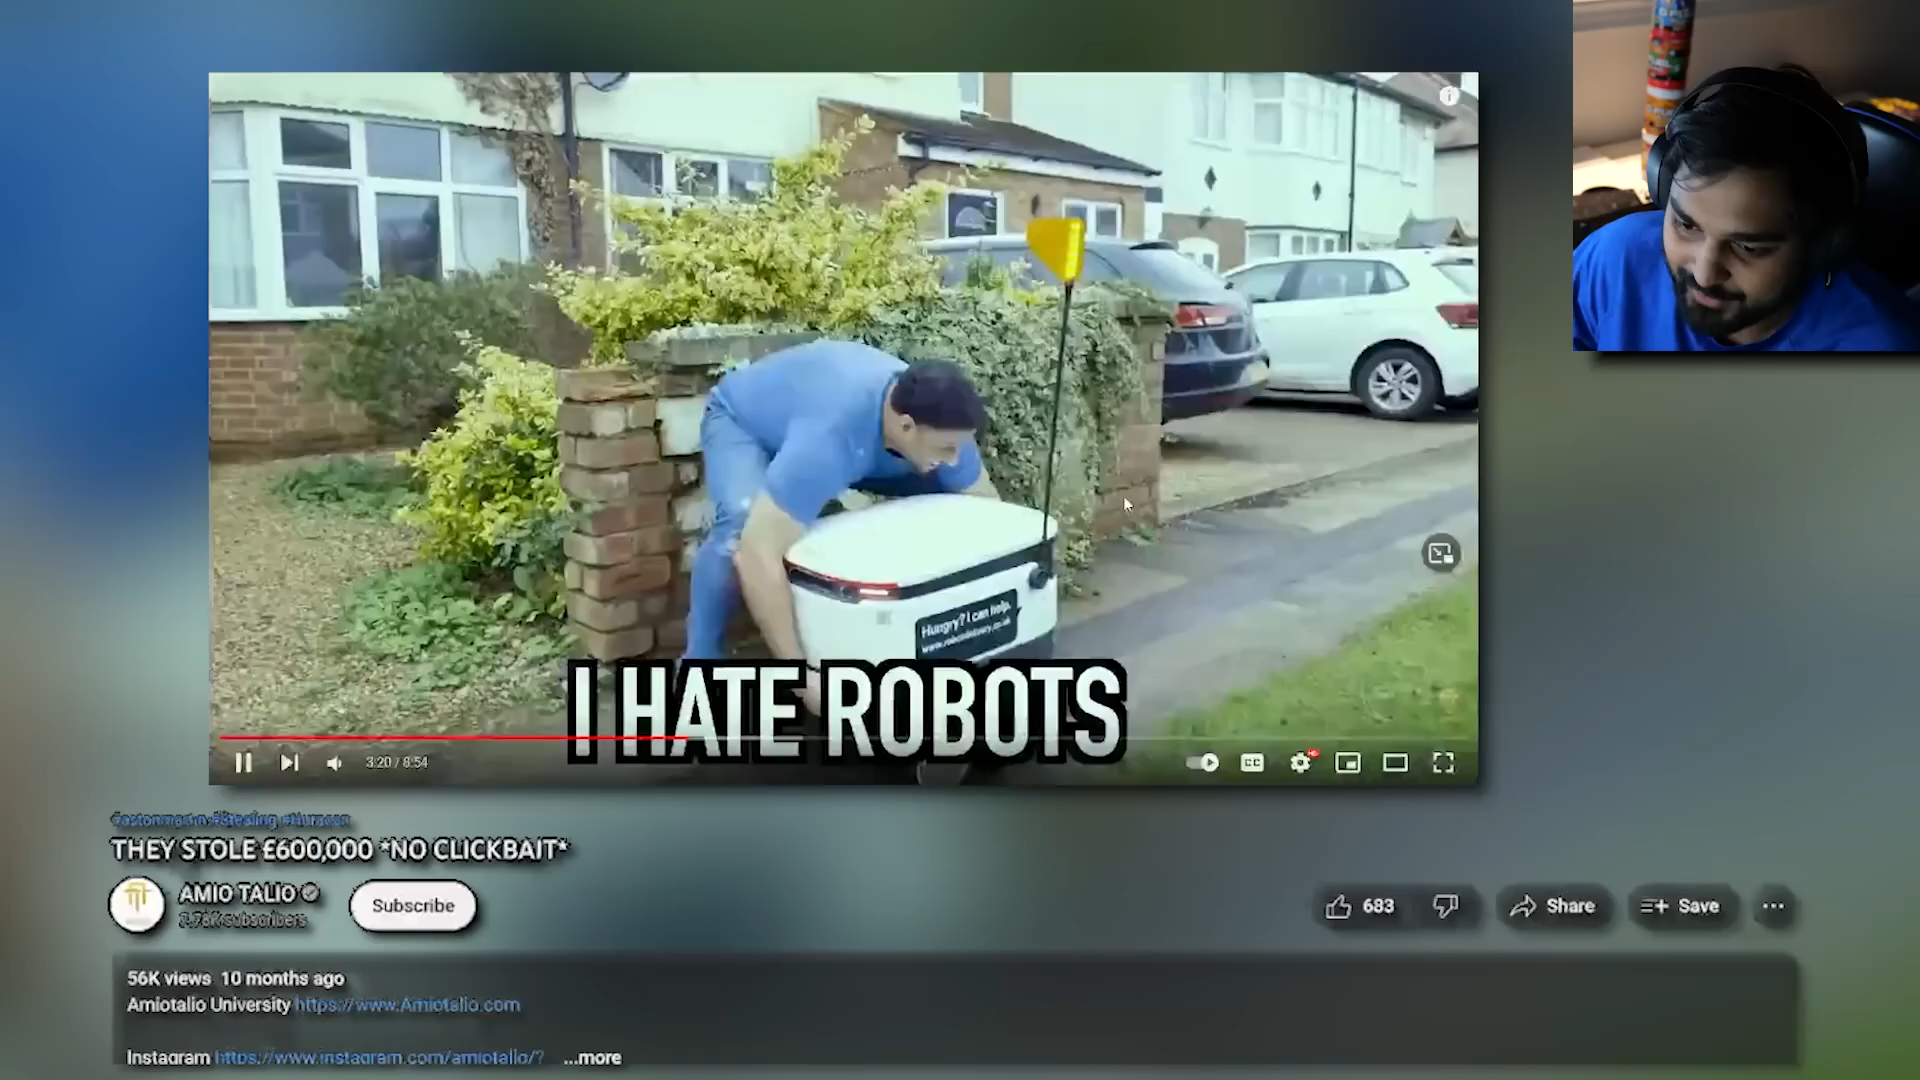 Hungry? I can help.
I HATE ROBOTS
3:20 / 8:54
CC
HD
THEY STOLE £600,000 *NO CLICKBAIT*
AMIO TALIO
Subscribe
683
Share
Save
56K views 10 months ago
Amiotalio University https://www.Amiotalio.com
Instagram https://www.instagram.com/amiotalio/? ...more